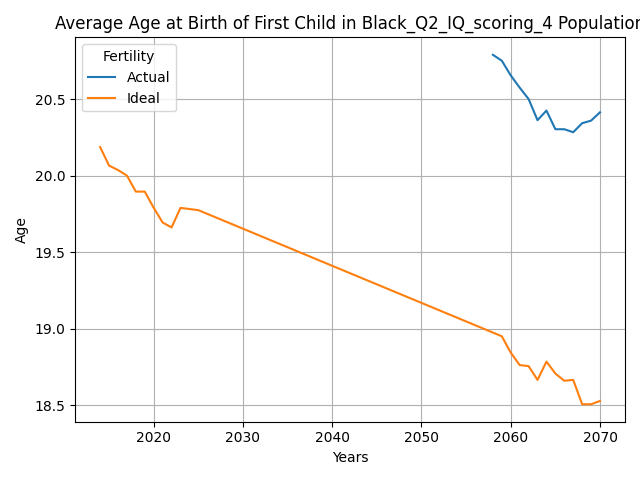 Average Age at Birth of First Child in Black_Q2_IQ_scoring_4 Population
Fertility
Actual
Ideal
20.5
20.0
19.5
19.0
18.5
Age
2020
2030
2040
2050
2060
2070
Years